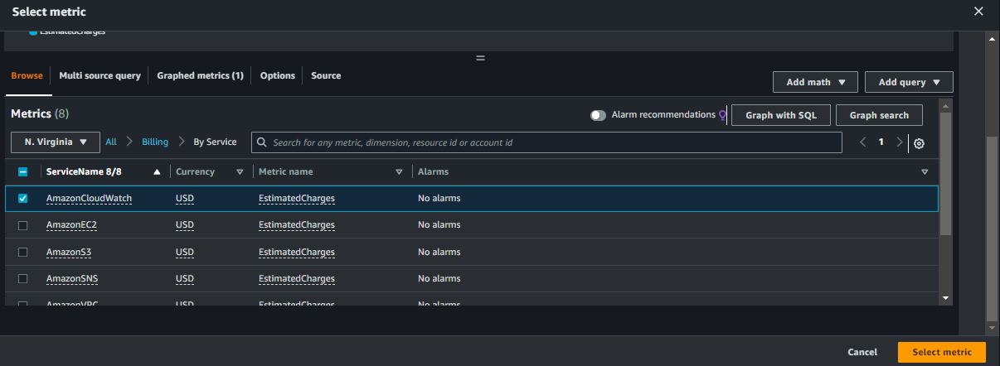 Select metric
EstimatedCharges
Browse Multi source query Graphed metrics (1) Options Source Add math Add query
Metrics (8) Alarm recommendations Graph with SQL Graph search
N. Virginia All Billing By Service Search for any metric, dimension, resource id or account id 1
ServiceName 8/8 Currency Metric name Alarms
AmazonCloudWatch USD EstimatedCharges No alarms
AmazonEC2 USD EstimatedCharges No alarms
AmazonS3 USD EstimatedCharges No alarms
AmazonSNS USD EstimatedCharges No alarms
AmazonVPC USD EstimatedCharges No alarms
Cancel Select metric